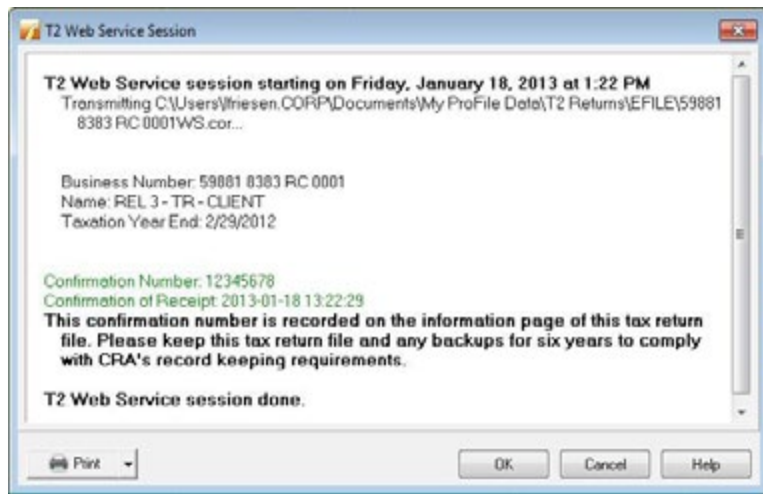 T2 Web Service Session
T2 Web Service session starting on Friday, January 18, 2013 at 1:22 PM
Transmitting C:\Users\lfriesen.CORP\Documents\My ProFile Data\T2 Returns\EFILE\59881
8383 RC 0001WS.cor...
Business Number: 59881 8383 RC 0001
Name: REL 3 - TR - CLIENT
Taxation Year End: 2/29/2012
Confirmation Number: 12345678
Confirmation of Receipt: 2013-01-18 13:22:29
This confirmation number is recorded on the information page of this tax return
file. Please keep this tax return file and any backups for six years to comply
with CRA's record keeping requirements.
T2 Web Service session done.
Print
OK
Cancel
Help